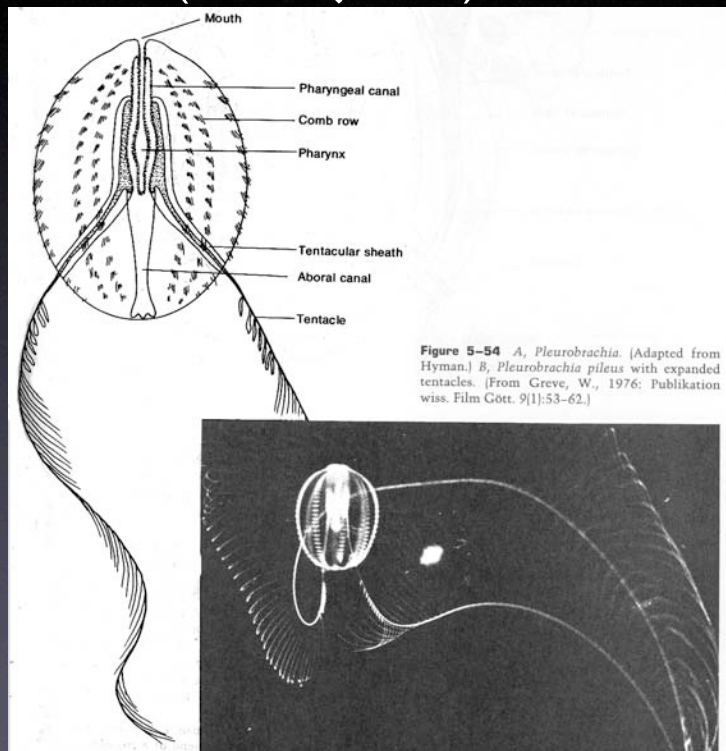 Mouth
Pharyngeal canal
Comb row
Pharynx
Tentacular sheath
Aboral canal
Tentacle
Figure 5–54 A, Pleurobrachia. (Adapted from
Hyman.) B, Pleurobrachia pileus with expanded
tentacles. (From Greve, W., 1976: Publikation
wiss. Film Gött. 9(1):53–62.)